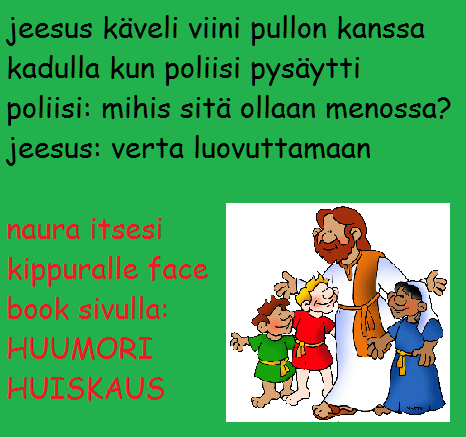 jeesus käveli viini pullon kanssa
kadulla kun poliisi pysäytti
poliisi: mihis sitä ollaan menossa?
jeesus: verta luovuttamaan
naura itsesi
kippuralle face
book sivulla:
HUUMORI
HUISKAUS